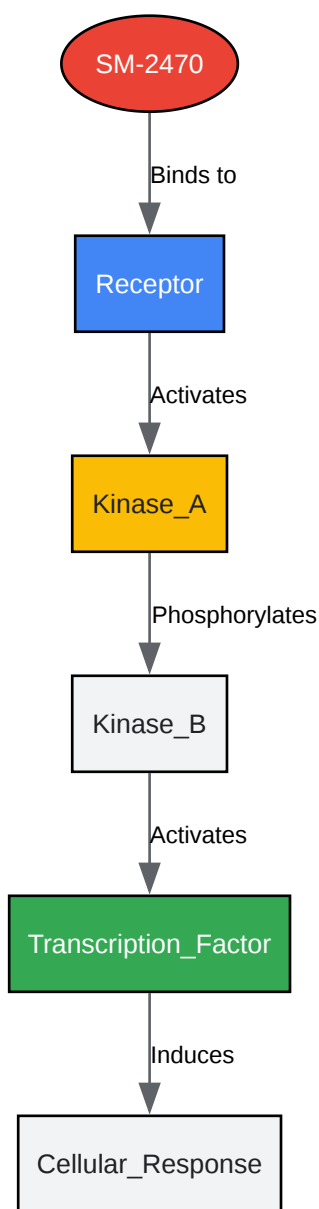 SM-2470
Binds to
Receptor
Activates
Kinase_A
Phosphorylates
Kinase_B
Activates
Transcription_Factor
Induces
Cellular_Response